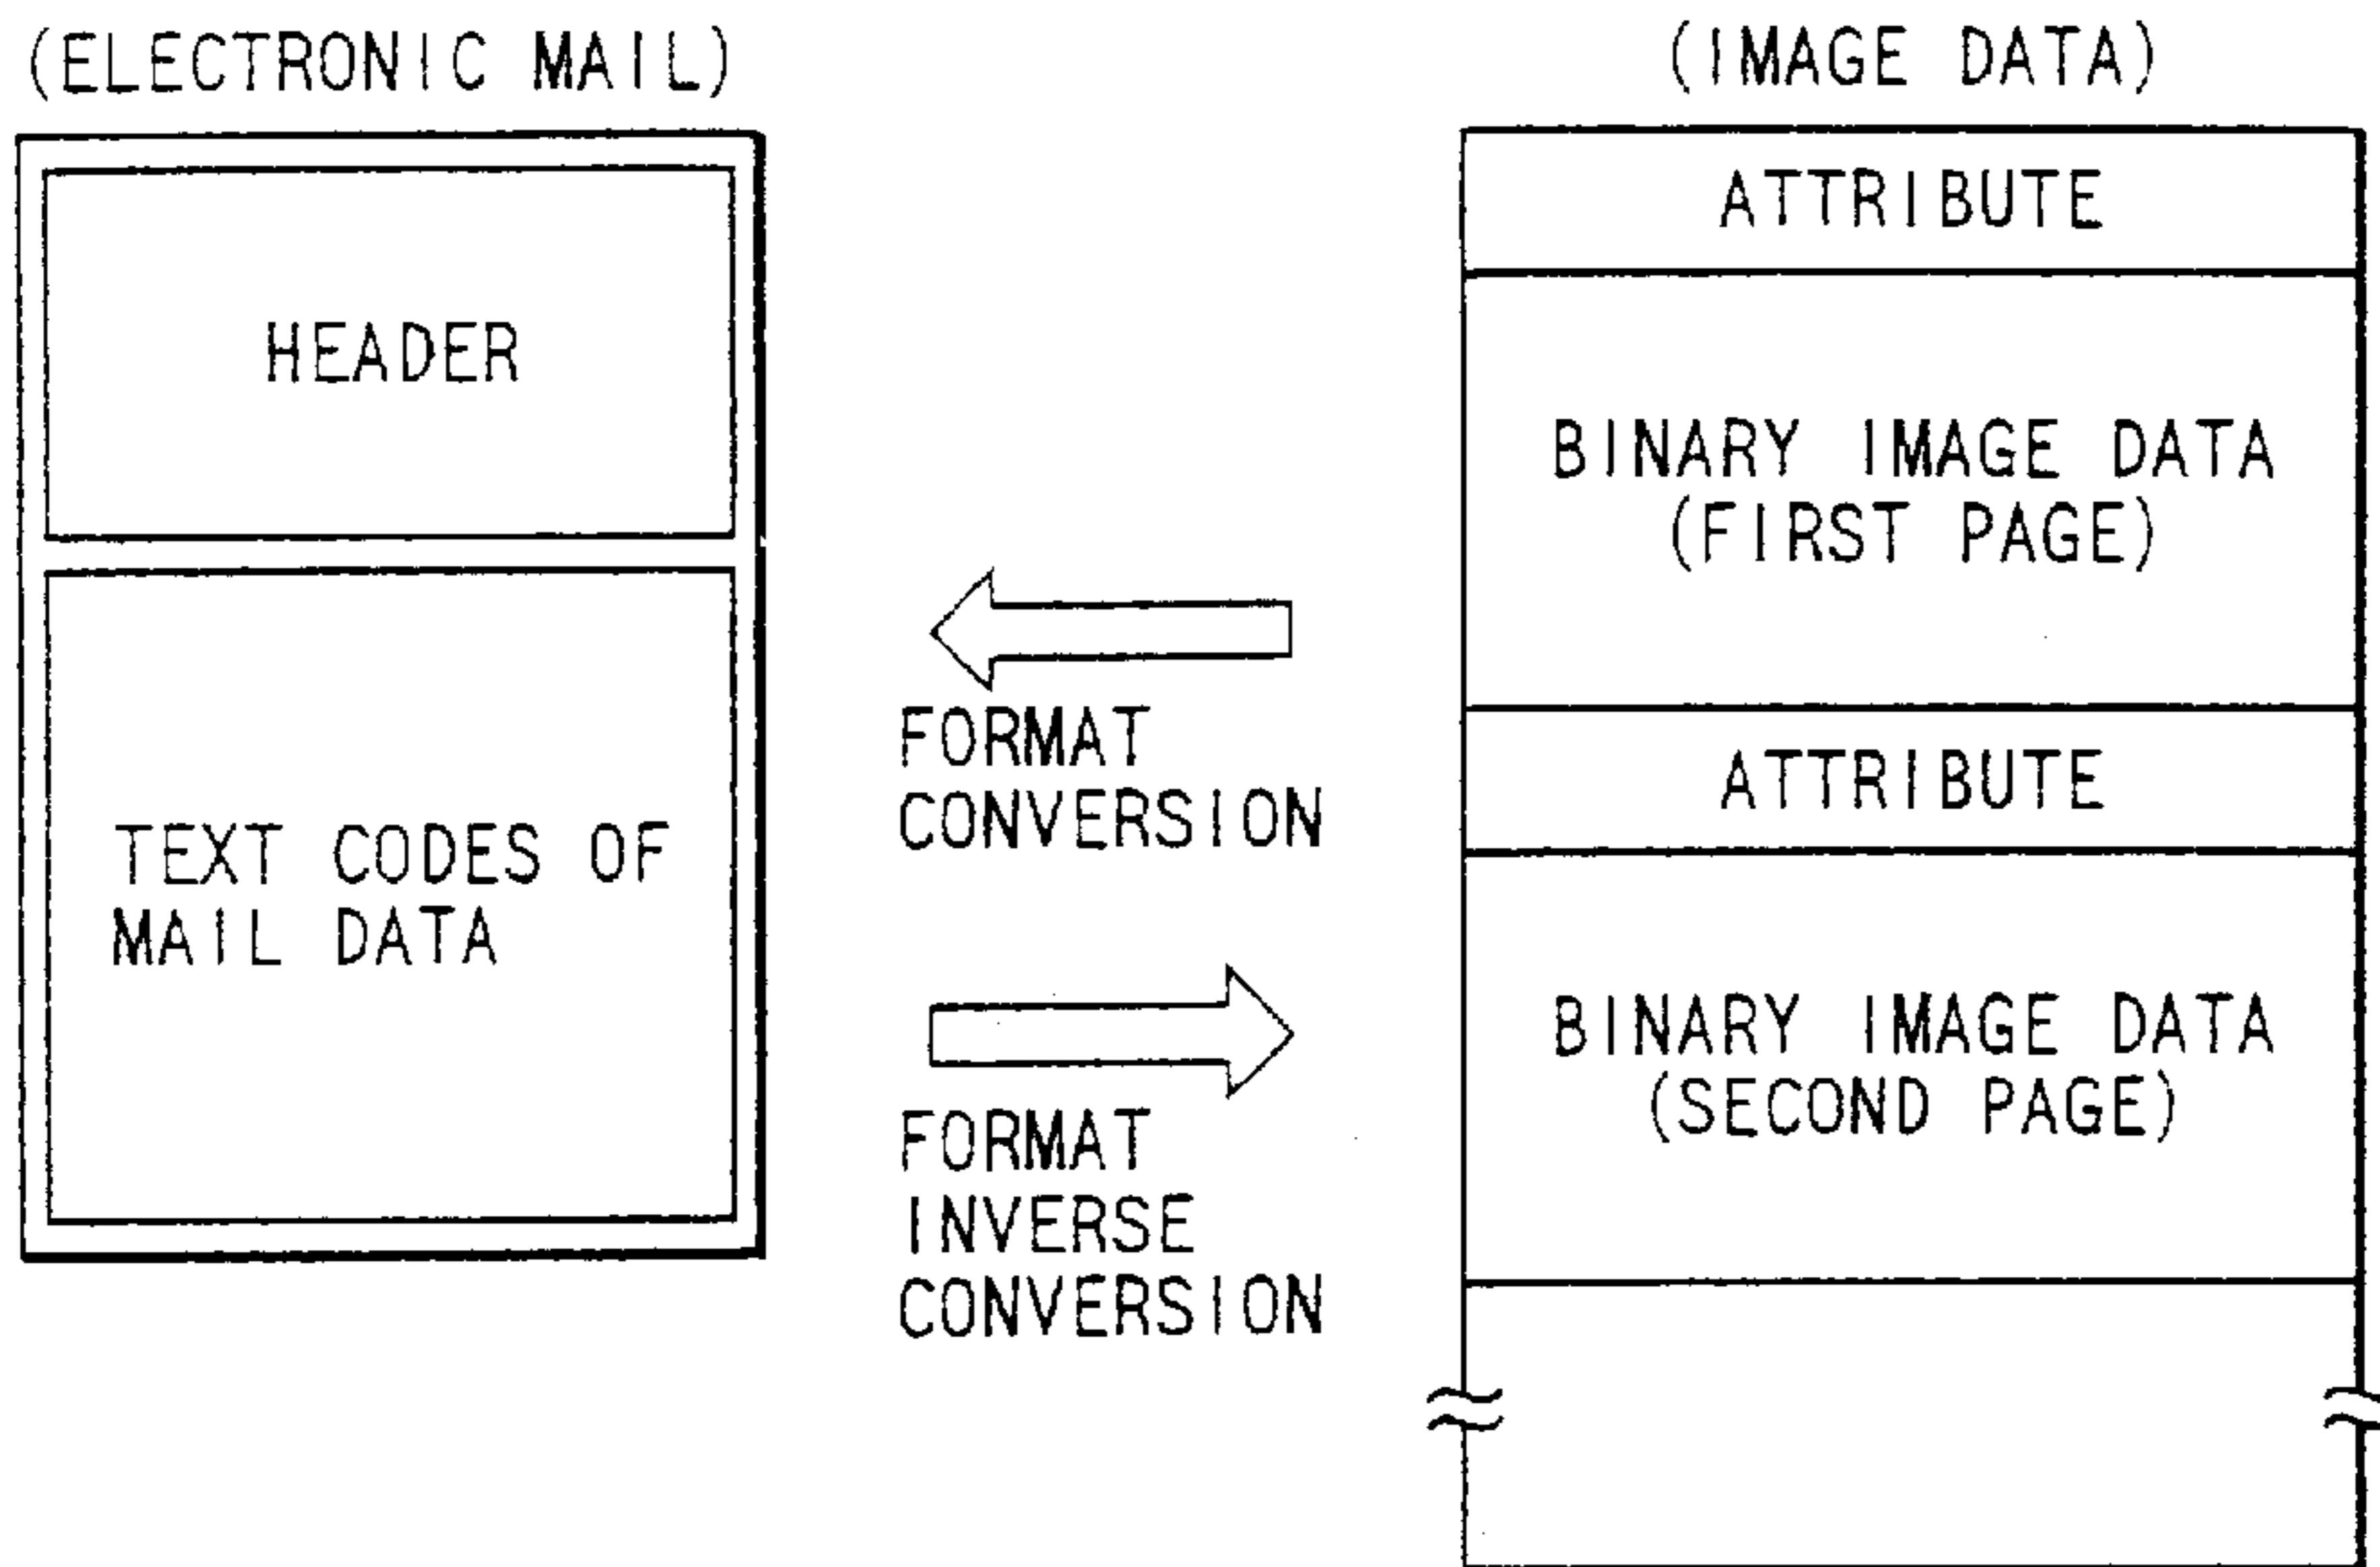 (ELECTRONIC MAIL)
HEADER
TEXT CODES OF
MAIL DATA
FORMAT
CONVERSION
FORMAT
INVERSE
CONVERSION
(IMAGE DATA)
ATTRIBUTE
BINARY IMAGE DATA
(FIRST PAGE)
ATTRIBUTE
BINARY IMAGE DATA
(SECOND PAGE)